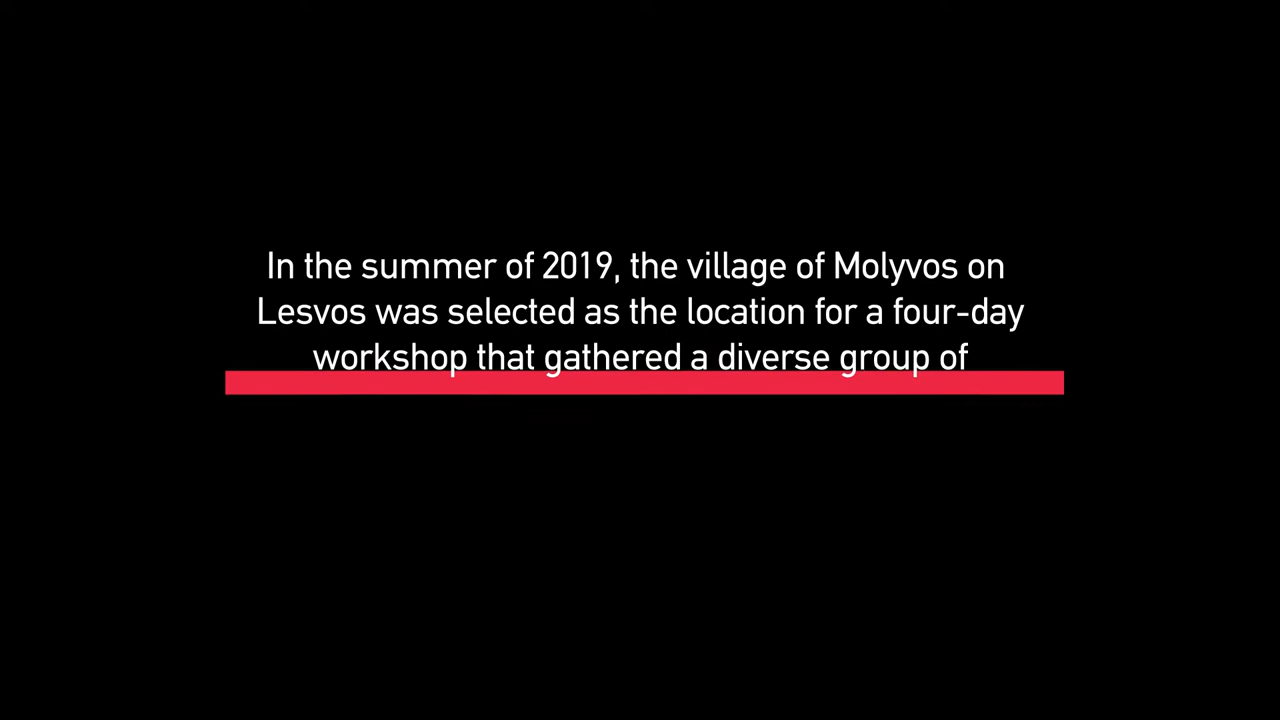 In the summer of 2019, the village of Molyvos on
Lesvos was selected as the location for a four-day
workshop that gathered a diverse group of